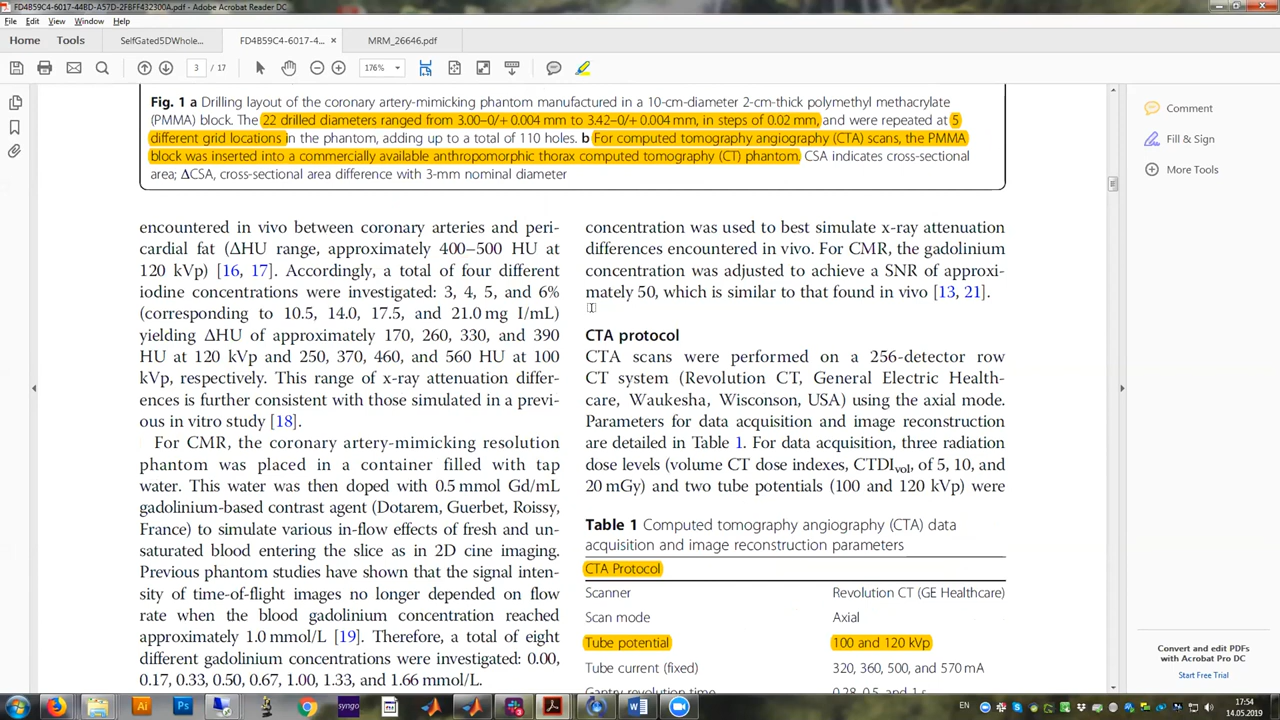 FD4B59C4-6017-44BD-A57D-2FBFF432300A.pdf - Adobe Acrobat Reader DC
File Edit View Window Help
Home Tools SelfGated5DWhole... FD4B59C4-6017-4... × MRM_26646.pdf
3 / 17 176%
Fig. 1 a Drilling layout of the coronary artery-mimicking phantom manufactured in a 10-cm-diameter 2-cm-thick polymethyl methacrylate
(PMMA) block. The 22 drilled diameters ranged from 3.00–0/+ 0.004 mm to 3.42–0/+ 0.004 mm, in steps of 0.02 mm, and were repeated at 5
different grid locations in the phantom, adding up to a total of 110 holes. b For computed tomography angiography (CTA) scans, the PMMA
block was inserted into a commercially available anthropomorphic thorax computed tomography (CT) phantom. CSA indicates cross-sectional
area; ΔCSA, cross-sectional area difference with 3-mm nominal diameter
encountered in vivo between coronary arteries and peri-
cardial fat (ΔHU range, approximately 400–500 HU at
120 kVp) [16, 17]. Accordingly, a total of four different
iodine concentrations were investigated: 3, 4, 5, and 6%
(corresponding to 10.5, 14.0, 17.5, and 21.0 mg I/mL)
yielding ΔHU of approximately 170, 260, 330, and 390
HU at 120 kVp and 250, 370, 460, and 560 HU at 100
kVp, respectively. This range of x-ray attenuation differ-
ences is further consistent with those simulated in a previ-
ous in vitro study [18].
For CMR, the coronary artery-mimicking resolution
phantom was placed in a container filled with tap
water. This water was then doped with 0.5 mmol Gd/mL
gadolinium-based contrast agent (Dotarem, Guerbet, Roissy,
France) to simulate various in-flow effects of fresh and un-
saturated blood entering the slice as in 2D cine imaging.
Previous phantom studies have shown that the signal inten-
sity of time-of-flight images no longer depended on flow
rate when the blood gadolinium concentration reached
approximately 1.0 mmol/L [19]. Therefore, a total of eight
different gadolinium concentrations were investigated: 0.00,
0.17, 0.33, 0.50, 0.67, 1.00, 1.33, and 1.66 mmol/L.
concentration was used to best simulate x-ray attenuation
differences encountered in vivo. For CMR, the gadolinium
concentration was adjusted to achieve a SNR of approxi-
mately 50, which is similar to that found in vivo [13, 21].
CTA protocol
CTA scans were performed on a 256-detector row
CT system (Revolution CT, General Electric Health-
care, Waukesha, Wisconson, USA) using the axial mode.
Parameters for data acquisition and image reconstruction
are detailed in Table 1. For data acquisition, three radiation
dose levels (volume CT dose indexes, CTDIvol, of 5, 10, and
20 mGy) and two tube potentials (100 and 120 kVp) were
Table 1 Computed tomography angiography (CTA) data
acquisition and image reconstruction parameters
CTA Protocol
Scanner Revolution CT (GE Healthcare)
Scan mode Axial
Tube potential 100 and 120 kVp
Tube current (fixed) 320, 360, 500, and 570 mA
Gantry revolution time 0.28, 0.5, and 1 s
Comment
Fill & Sign
More Tools
Convert and edit PDFs
with Acrobat Pro DC
Start Free Trial
Ai Ps syngo W EN 17:54
14.05.2019